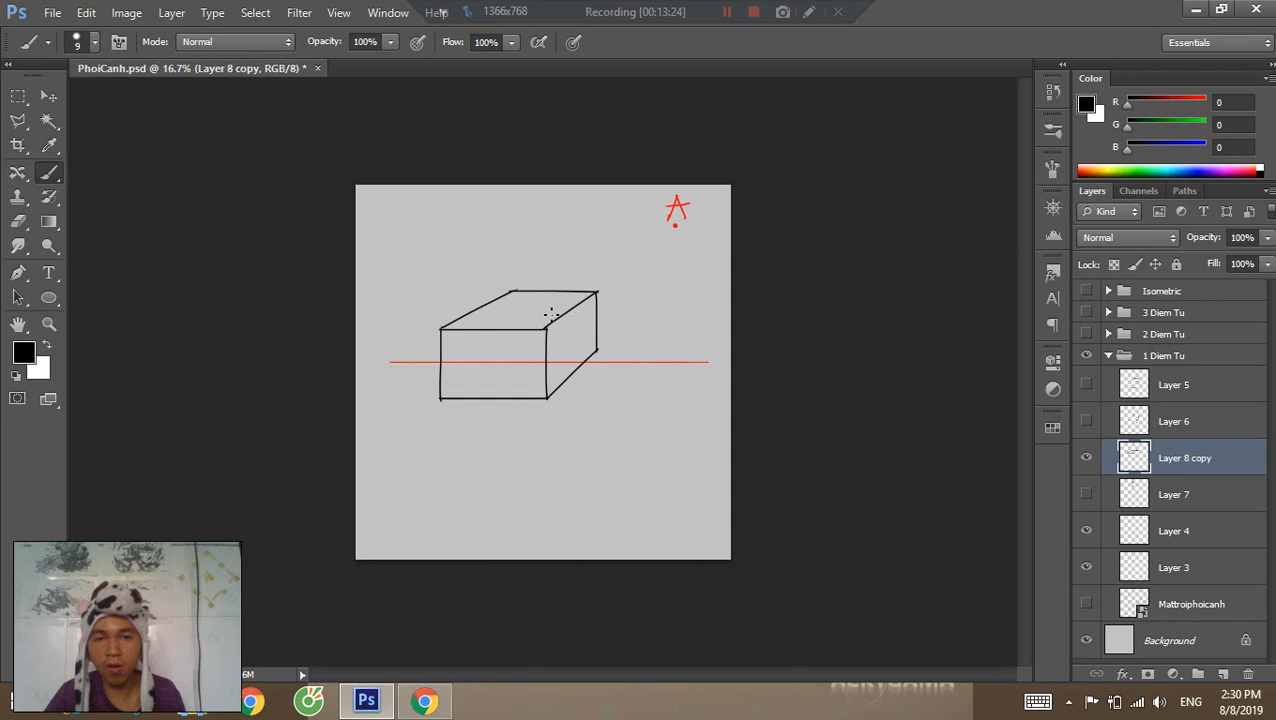 Ps File Edit Image Layer Type Select Filter View Window Help
1366x768 Recording [00:13:24]
9 Mode: Normal Opacity: 100% Flow: 100% Essentials
PhoiCanh.psd @ 16.7% (Layer 8 copy, RGB/8) * ×
Color
R 0
G 0
B 0
Layers Channels Paths
Kind
Normal Opacity: 100%
Lock: Fill: 100%
Isometric
3 Diem Tu
2 Diem Tu
1 Diem Tu
Layer 5
Layer 6
Layer 8 copy
Layer 7
Layer 4
Layer 3
Mattroiphoicanh
Background
A
6M
Ps
ENG
2:30 PM
8/8/2019